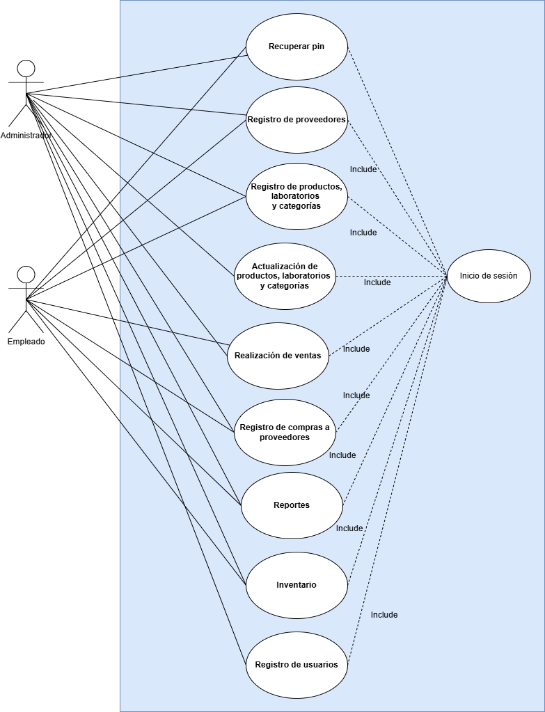 Recuperar pin
Administrador
Registro de proveedores
Include
Registro de productos,
laboratorios
y categorías
Include
Actualización de
productos, laboratorios
y categorías
Include
Inicio de sesión
Empleado
Realización de ventas
Include
Include
Registro de compras a
proveedores
Include
Reportes
Include
Inventario
Include
Registro de usuarios